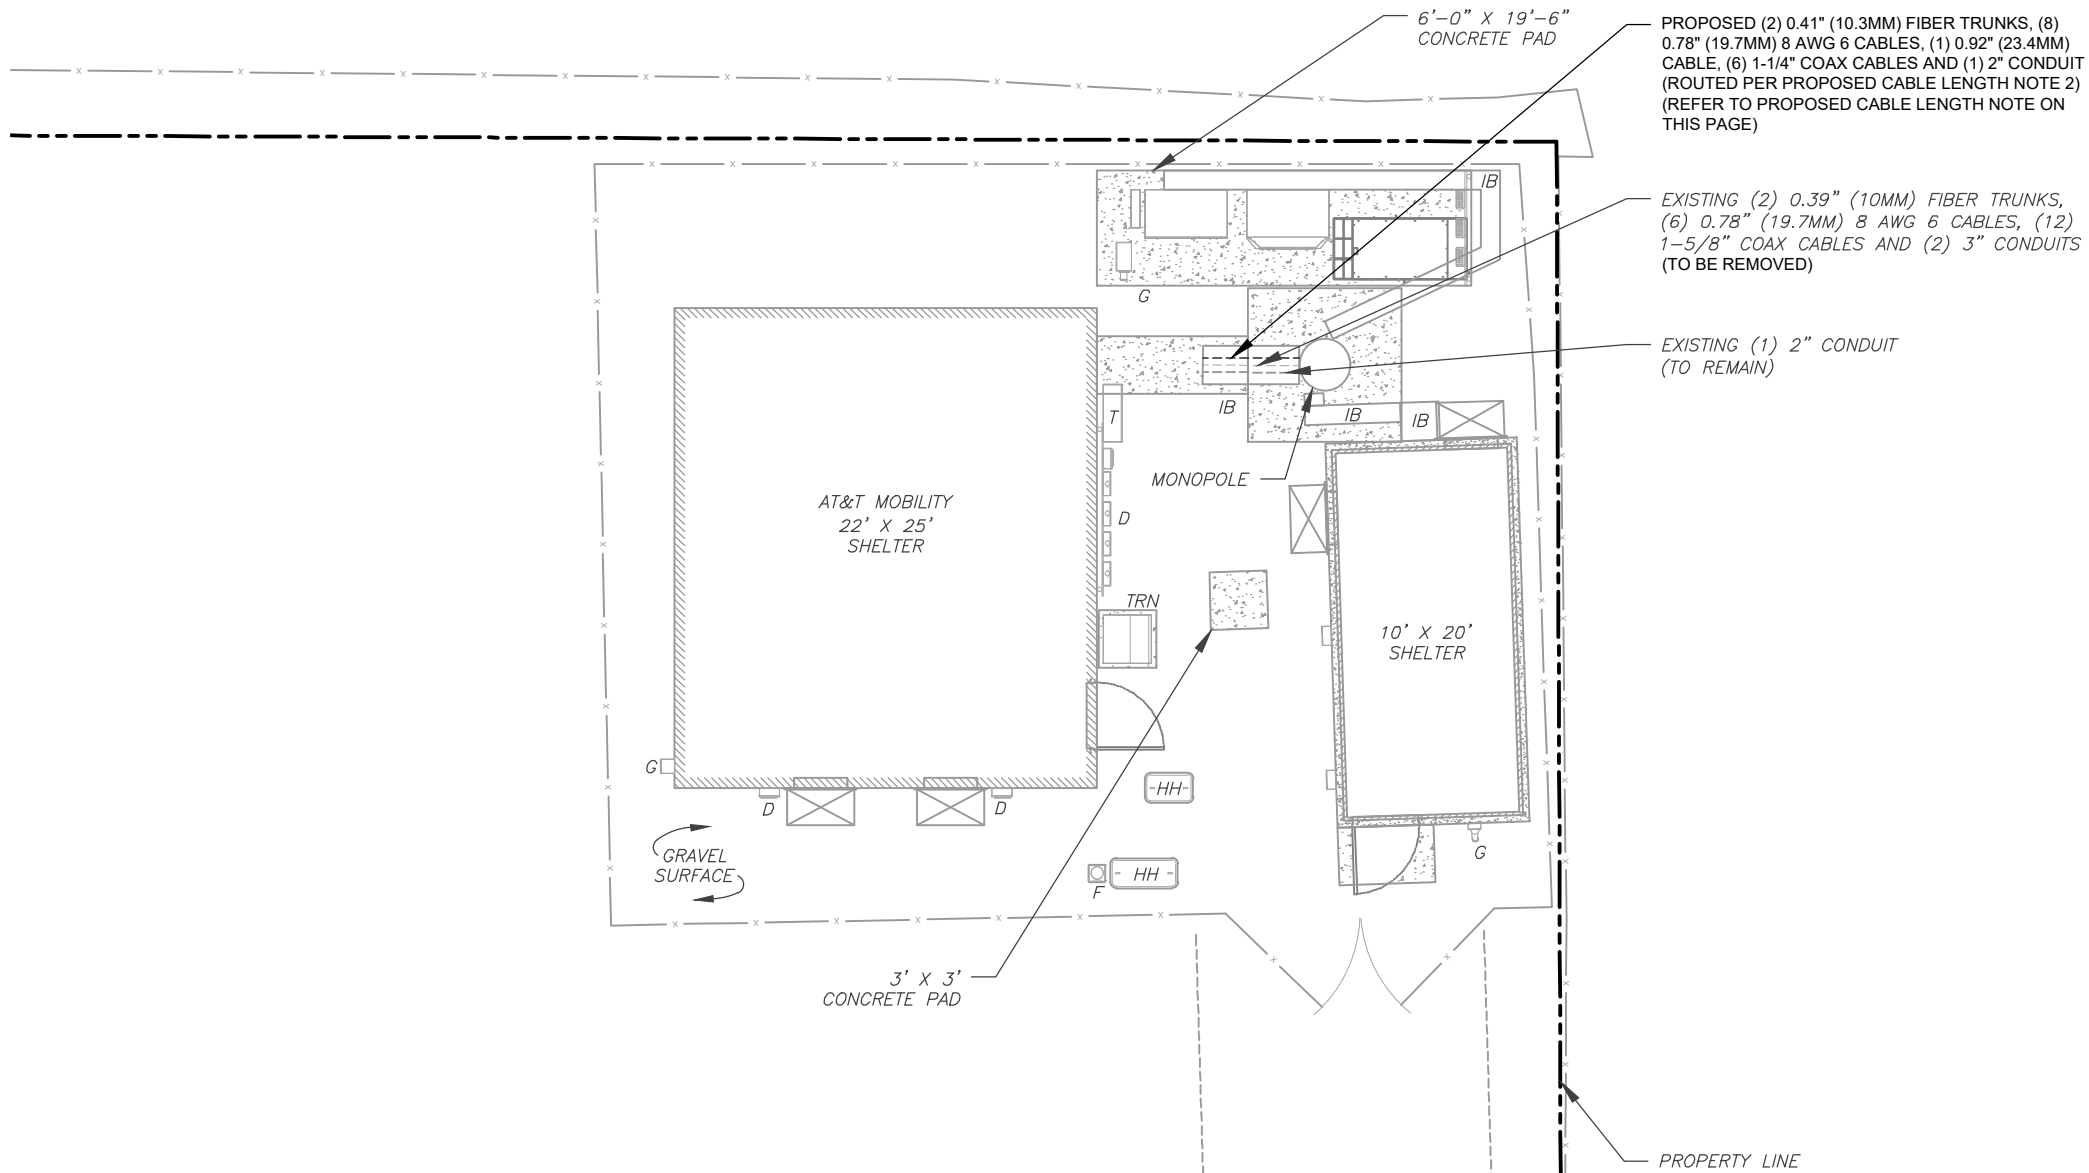 6'-0" X 19'-6"
CONCRETE PAD
PROPOSED (2) 0.41" (10.3MM) FIBER TRUNKS, (8)
0.78" (19.7MM) 8 AWG 6 CABLES, (1) 0.92" (23.4MM)
CABLE, (6) 1-1/4" COAX CABLES AND (1) 2" CONDUIT
(ROUTED PER PROPOSED CABLE LENGTH NOTE 2)
(REFER TO PROPOSED CABLE LENGTH NOTE ON
THIS PAGE)
IB
EXISTING (2) 0.39" (10MM) FIBER TRUNKS,
(6) 0.78" (19.7MM) 8 AWG 6 CABLES, (12)
1-5/8" COAX CABLES AND (2) 3" CONDUITS
(TO BE REMOVED)
G
EXISTING (1) 2" CONDUIT
(TO REMAIN)
IB
IB
IB
T
MONOPOLE
AT&T MOBILITY
22' X 25'
SHELTER
D
TRN
10' X 20'
SHELTER
G
D
D
HH
G
GRAVEL
SURFACE
HH
F
3' X 3'
CONCRETE PAD
PROPERTY LINE